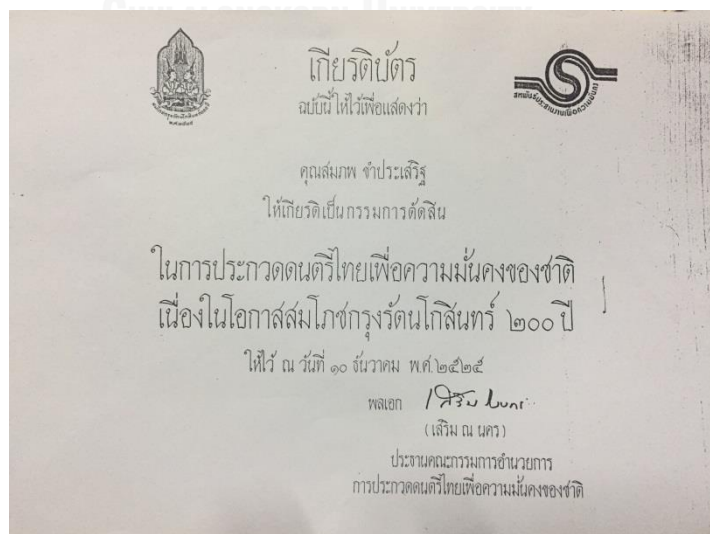 CHULALONGKORN UNIVERSITY
เกียรติบัตร
ฉบับนี้ ให้ไว้เพื่อแสดงว่า
คุณสมภพ ขำประเสริฐ
ให้เกียรติเป็นกรรมการตัดสิน
ในการประกวดดนตรีไทยเพื่อความมั่นคงของชาติ
เนื่องในโอกาสสมโภชกรุงรัตนโกสินทร์ ๒๐๐ ปี
ให้ไว้ ณ วันที่ ๑๐ ธันวาคม พ.ศ.๒๕๒๕
พลเอก
(เสริม ณ นคร)
ประธานคณะกรรมการอำนวยการ
การประกวดดนตรีไทยเพื่อความมั่นคงของชาติ